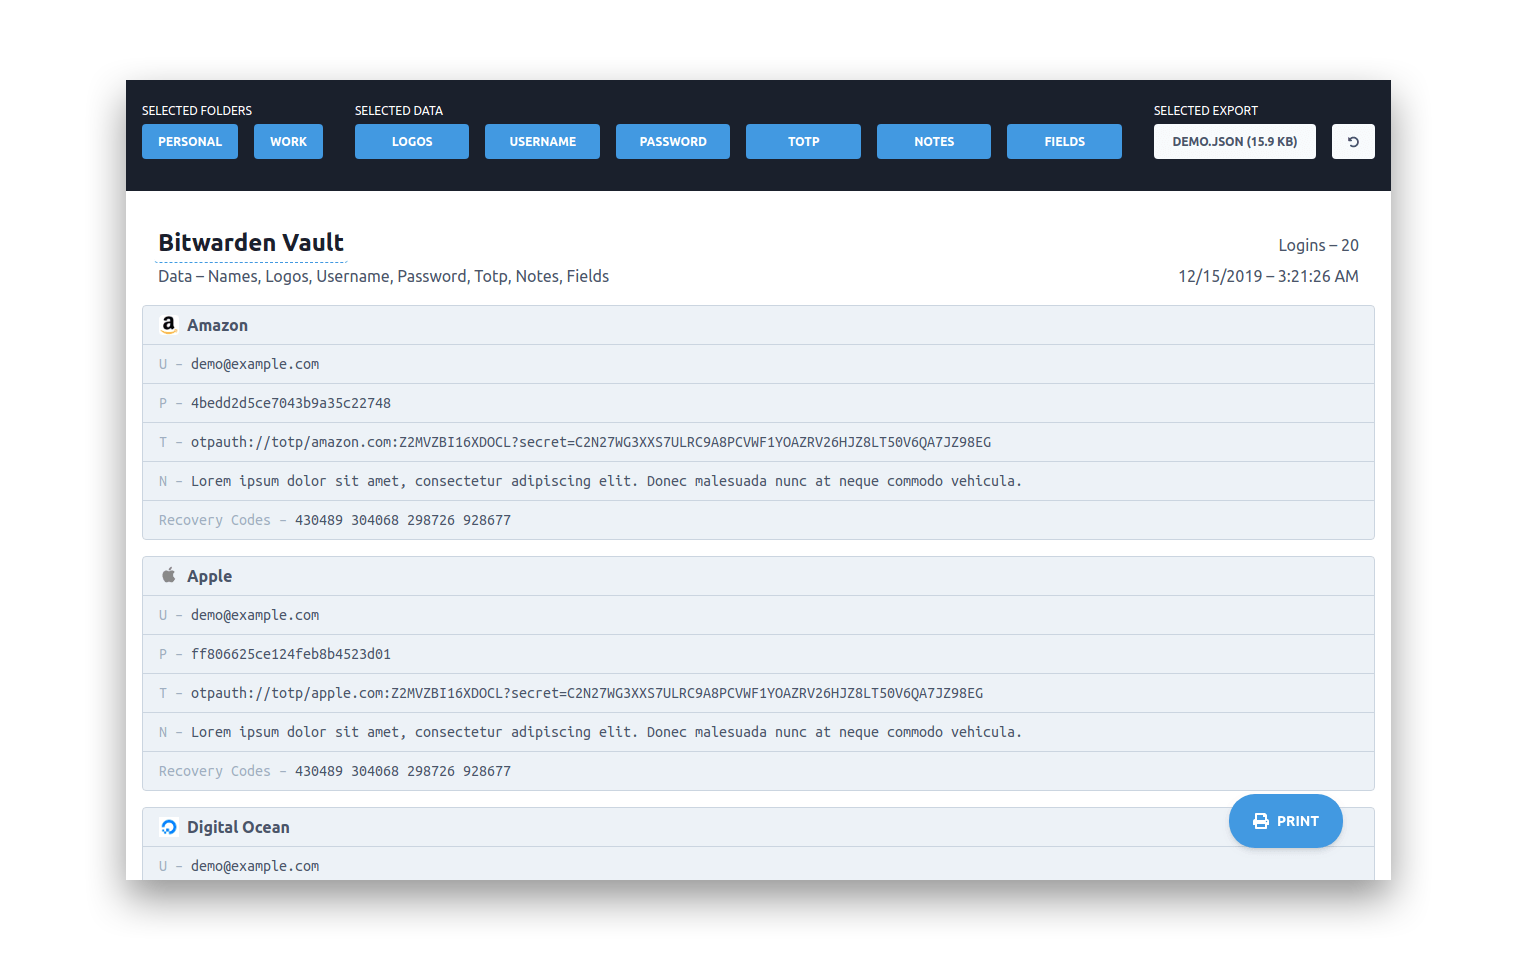 SELECTED FOLDERS
SELECTED DATA
SELECTED EXPORT
PERSONAL
WORK
LOGOS
USERNAME
PASSWORD
TOTP
NOTES
FIELDS
DEMO.JSON (15.9 KB)
Bitwarden Vault
Logins – 20
Data – Names, Logos, Username, Password, Totp, Notes, Fields
12/15/2019 – 3:21:26 AM
Amazon
U – demo@example.com
P – 4bedd2d5ce7043b9a35c22748
T – otpauth://totp/amazon.com:Z2MVZBI16XDOCL?secret=C2N27WG3XXS7ULRC9A8PCVWF1YOAZRV26HJZ8LT50V6QA7JZ98EG
N – Lorem ipsum dolor sit amet, consectetur adipiscing elit. Donec malesuada nunc at neque commodo vehicula.
Recovery Codes – 430489 304068 298726 928677
Apple
U – demo@example.com
P – ff806625ce124feb8b4523d01
T – otpauth://totp/apple.com:Z2MVZBI16XDOCL?secret=C2N27WG3XXS7ULRC9A8PCVWF1YOAZRV26HJZ8LT50V6QA7JZ98EG
N – Lorem ipsum dolor sit amet, consectetur adipiscing elit. Donec malesuada nunc at neque commodo vehicula.
Recovery Codes – 430489 304068 298726 928677
Digital Ocean
PRINT
U – demo@example.com